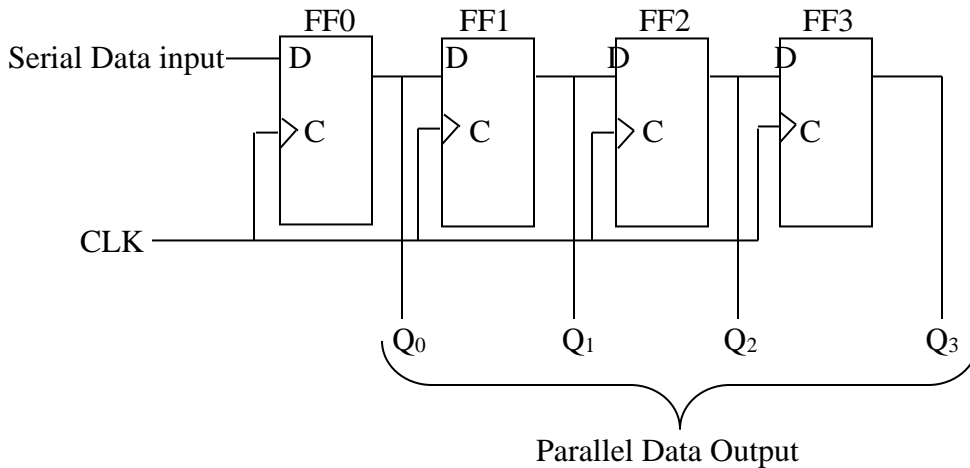 FF0 FF1 FF2 FF3
Serial Data input D D D D
C C C C
CLK
Q0 Q1 Q2 Q3
Parallel Data Output